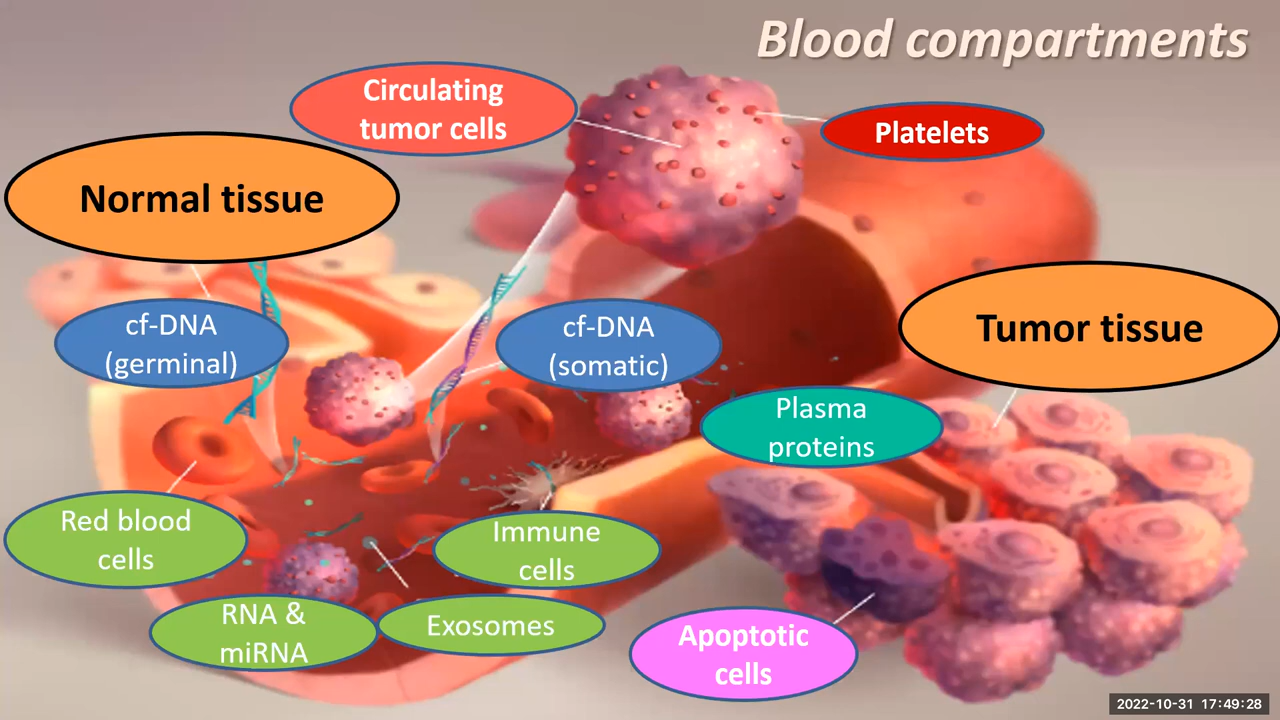 Blood compartments
Circulating
tumor cells
Platelets
Normal tissue
cf-DNA
(germinal)
cf-DNA
(somatic)
Tumor tissue
Plasma
proteins
Red blood
cells
Immune
cells
RNA &
miRNA
Exosomes
Apoptotic
cells
2022-10-31 17:49:28